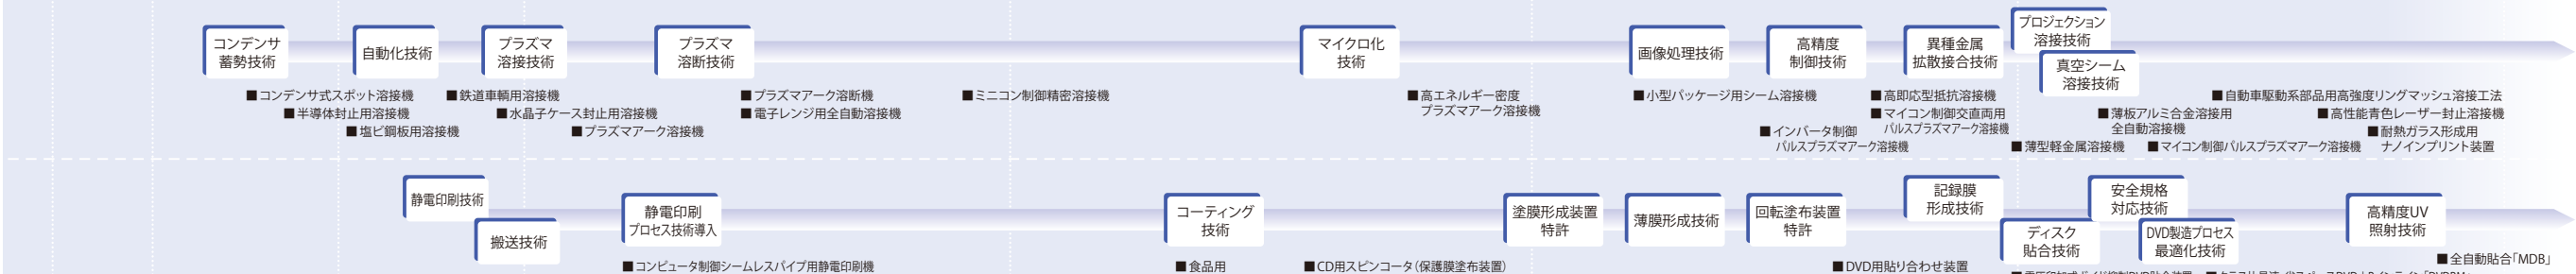 コンデンサ
蓄勢技術
自動化技術
プラズマ
溶接技術
プラズマ
溶断技術
マイクロ化
技術
画像処理技術
高精度
制御技術
異種金属
拡散接合技術
プロジェクション
溶接技術
真空シーム
溶接技術
■コンデンサ式スポット溶接機
■半導体封止用溶接機
■塩ビ鋼板用溶接機
■鉄道車輌用溶接機
■水晶子ケース封止用溶接機
■プラズマアーク溶接機
■プラズマアーク溶断機
■電子レンジ用全自動溶接機
■ミニコン制御精密溶接機
■高エネルギー密度
プラズマアーク溶接機
■小型パッケージ用シーム溶接機
■インバータ制御
パルスプラズマアーク溶接機
■高即応型抵抗溶接機
■マイコン制御交直両用
パルスプラズマアーク溶接機
■薄型軽金属溶接機
■薄板アルミ合金溶接用
全自動溶接機
■マイコン制御パルスプラズマアーク溶接機
■自動車駆動系部品用高強度リングマッシュ溶接工法
■高性能青色レーザー封止溶接機
■耐熱ガラス形成用
ナノインプリント装置
静電印刷技術
搬送技術
静電印刷
プロセス技術導入
コーティング
技術
塗膜形成装置
特許
薄膜形成技術
回転塗布装置
特許
記録膜
形成技術
ディスク
貼合技術
安全規格
対応技術
DVD製造プロセス
最適化技術
高精度UV
照射技術
■コンピュータ制御シームレスパイプ用静電印刷機
■食品用
■CD用スピンコータ（保護膜塗布装置）
■DVD用貼り合わせ装置
■全自動貼合「MDB」